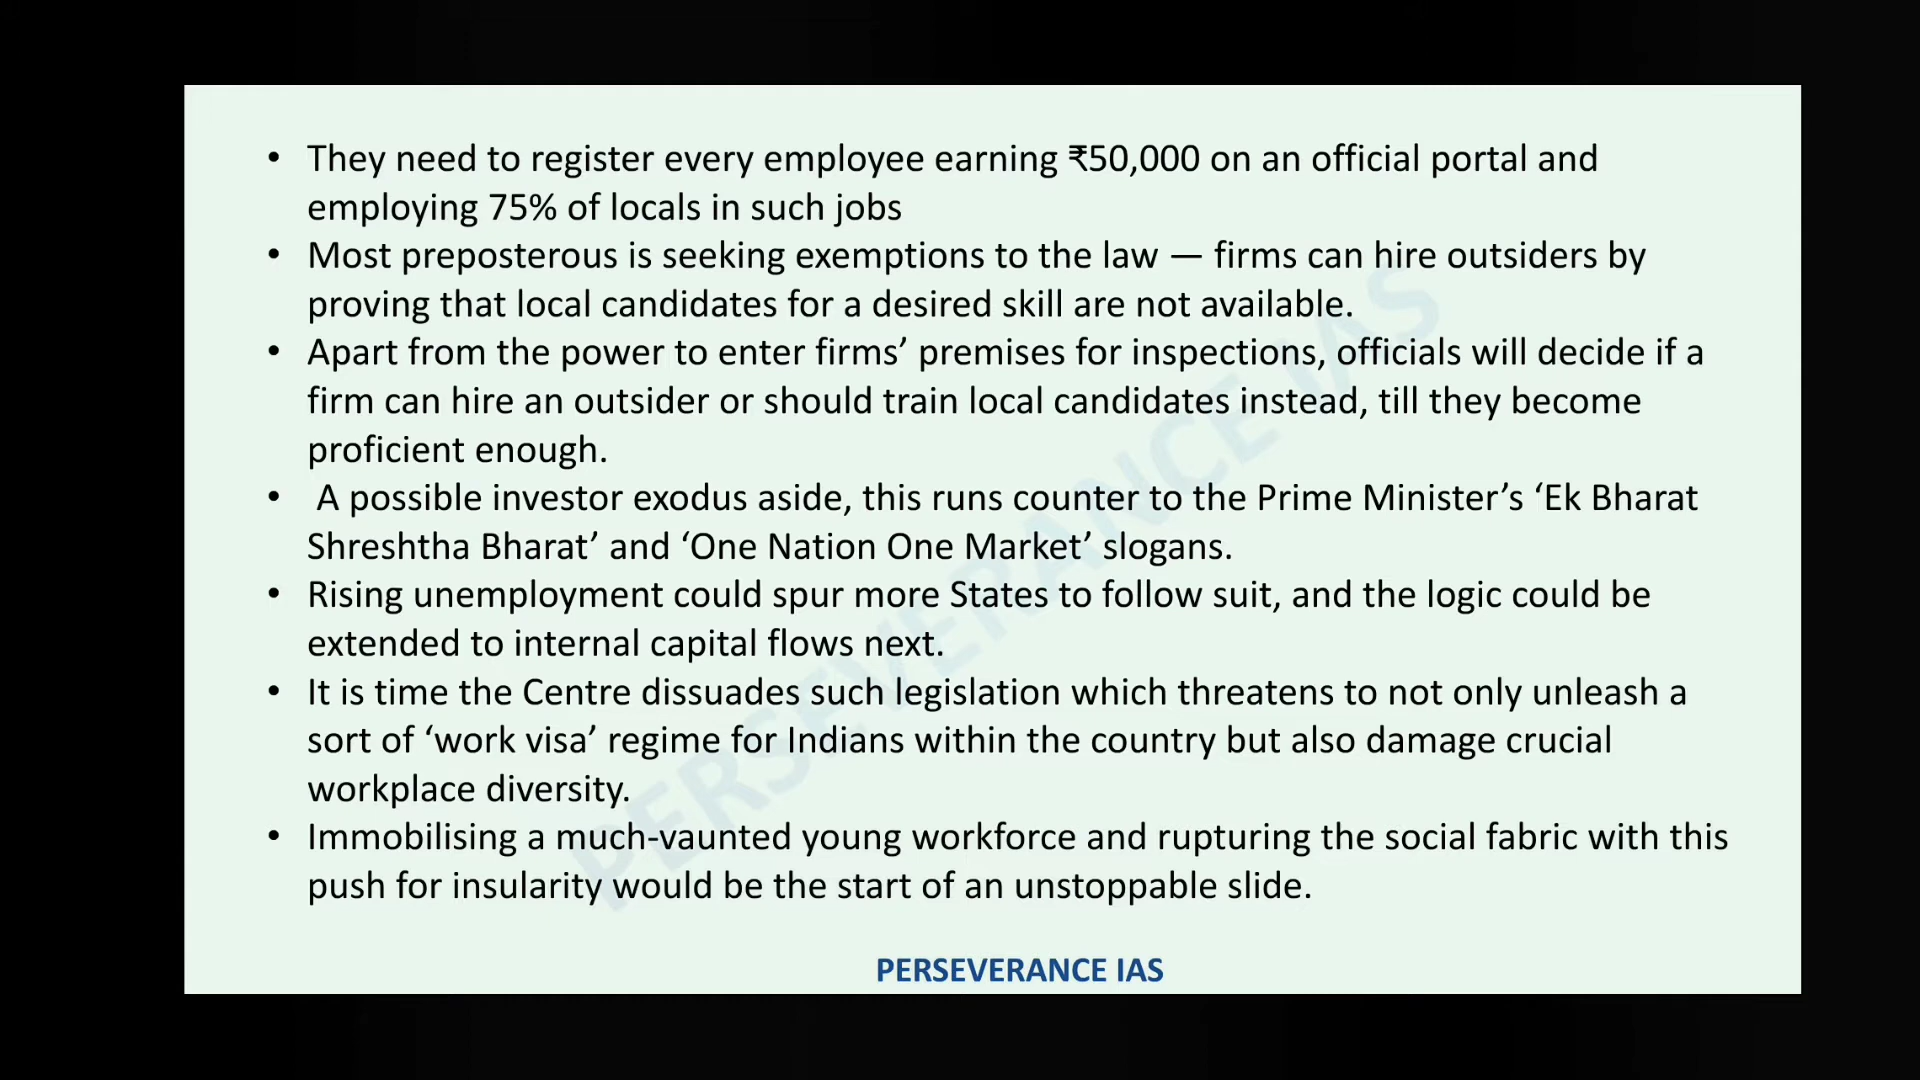 • They need to register every employee earning ₹50,000 on an official portal and
employing 75% of locals in such jobs
• Most preposterous is seeking exemptions to the law — firms can hire outsiders by
proving that local candidates for a desired skill are not available.
• Apart from the power to enter firms’ premises for inspections, officials will decide if a
firm can hire an outsider or should train local candidates instead, till they become
proficient enough.
• A possible investor exodus aside, this runs counter to the Prime Minister’s ‘Ek Bharat
Shreshtha Bharat’ and ‘One Nation One Market’ slogans.
• Rising unemployment could spur more States to follow suit, and the logic could be
extended to internal capital flows next.
• It is time the Centre dissuades such legislation which threatens to not only unleash a
sort of ‘work visa’ regime for Indians within the country but also damage crucial
workplace diversity.
• Immobilising a much-vaunted young workforce and rupturing the social fabric with this
push for insularity would be the start of an unstoppable slide.
PERSEVERANCE IAS
PERSEVERANCE IAS